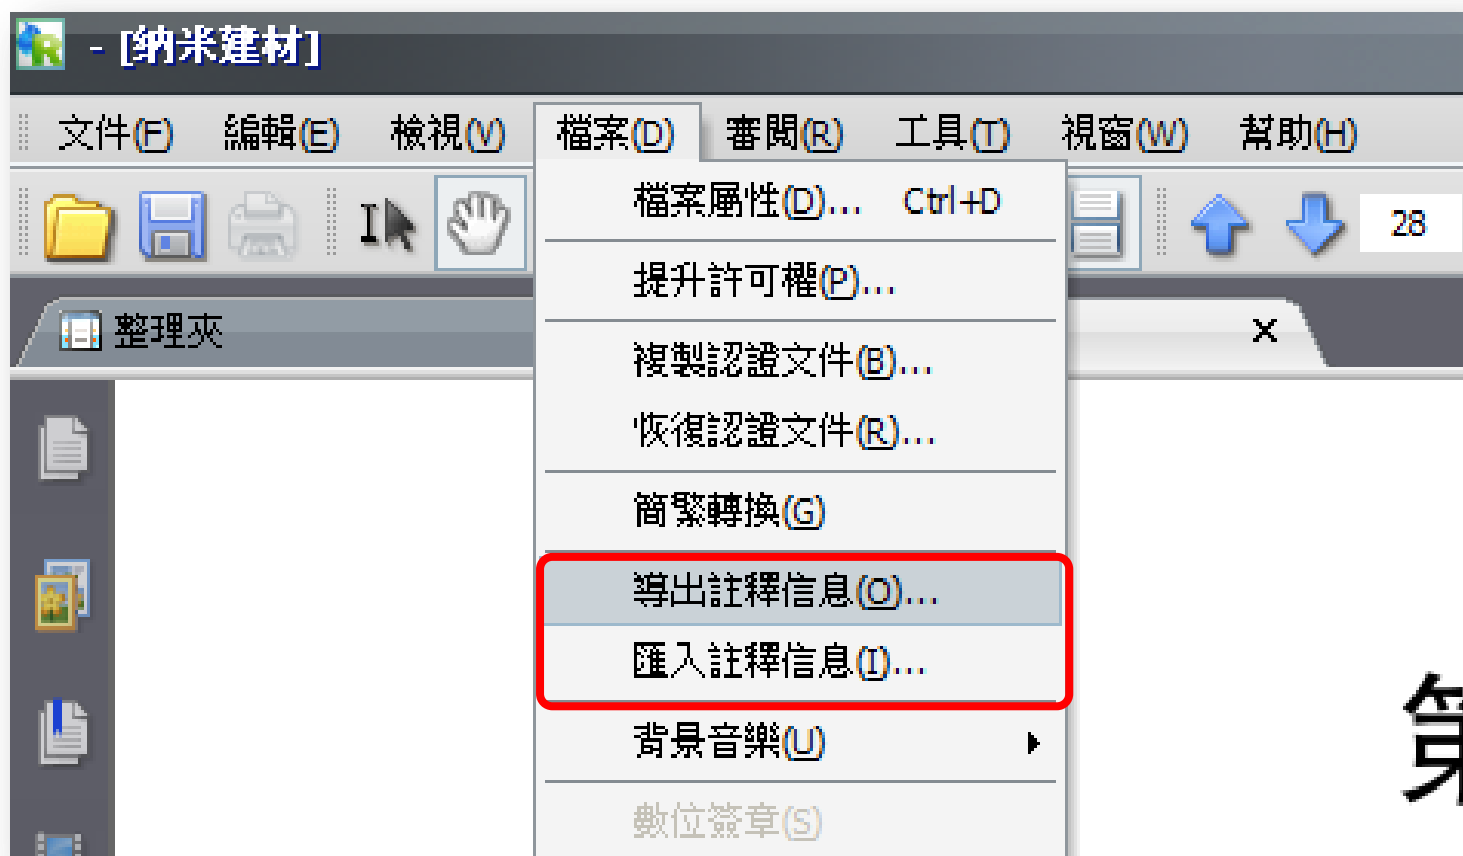 - [纳米建材]
文件(F) 編輯(E) 檢視(V) 檔案(D) 審閱(R) 工具(T) 視窗(W) 幫助(H)
28
整理夾
檔案屬性(D)... Ctrl+D
提升許可權(P)...
複製認證文件(B)...
恢復認證文件(R)...
簡繁轉換(G)
導出註釋信息(O)...
匯入註釋信息(I)...
背景音樂(U)
數位簽章(S)
第